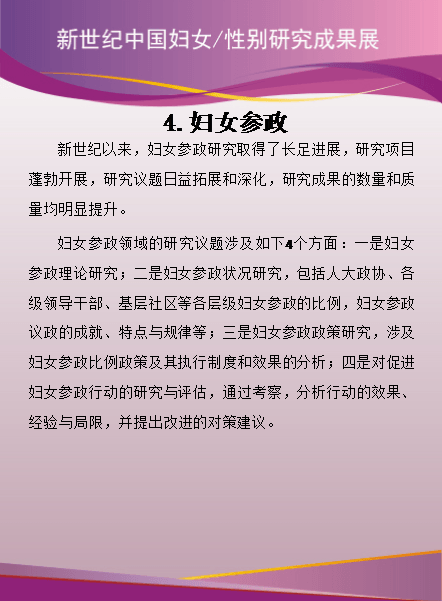 新世纪中国妇女/性别研究成果展
4.妇女参政
新世纪以来，妇女参政研究取得了长足进展，研究项目
蓬勃开展，研究议题日益拓展和深化，研究成果的数量和质
量均明显提升。
妇女参政领域的研究议题涉及如下4个方面：一是妇女
参政理论研究；二是妇女参政状况研究，包括人大政协、各
级领导干部、基层社区等各层级妇女参政的比例，妇女参政
议政的成就、特点与规律等；三是妇女参政政策研究，涉及
妇女参政比例政策及其执行制度和效果的分析；四是对促进
妇女参政行动的研究与评估，通过考察，分析行动的效果、
经验与局限，并提出改进的对策建议。